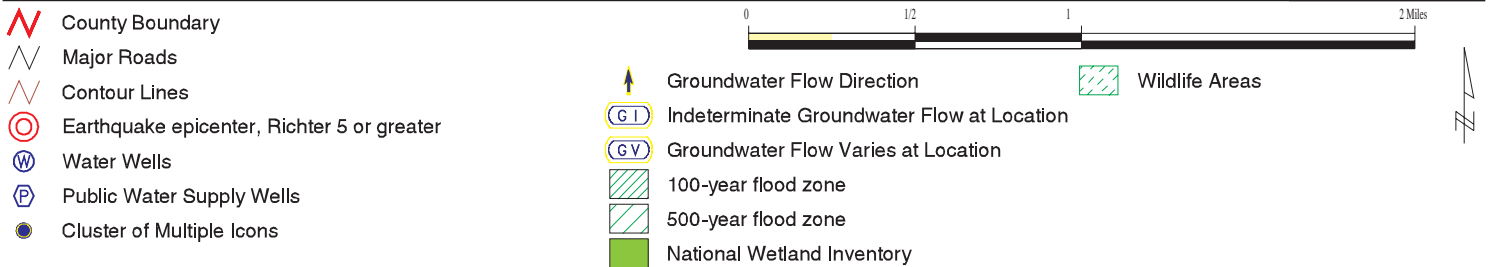 0 1/2 1 2 Miles
County Boundary
Major Roads
Contour Lines
Earthquake epicenter, Richter 5 or greater
W Water Wells
P Public Water Supply Wells
Cluster of Multiple Icons
Groundwater Flow Direction
G I Indeterminate Groundwater Flow at Location
G V Groundwater Flow Varies at Location
100-year flood zone
500-year flood zone
National Wetland Inventory
Wildlife Areas
N